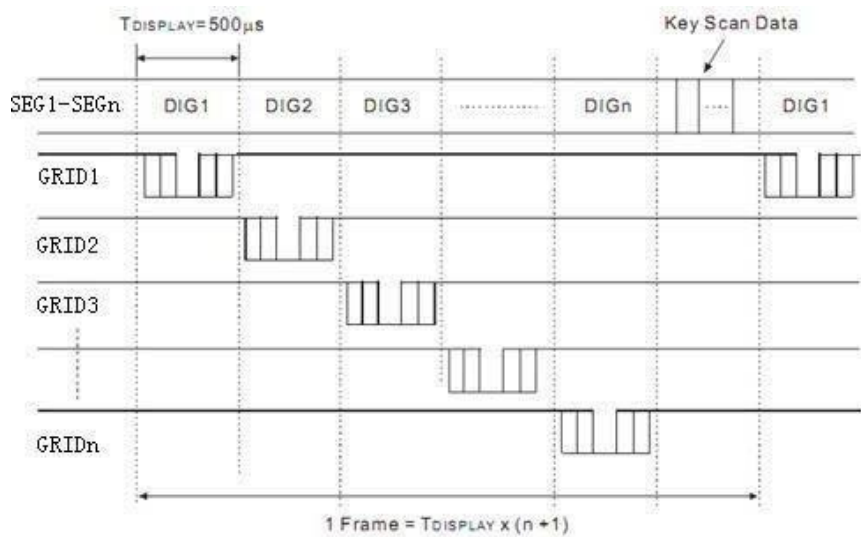 TDISPLAY=500μs
Key Scan Data
SEG1-SEGn DIG1 DIG2 DIG3 ............... DIGn ..... DIG1
GRID1
GRID2
GRID3
GRIDn
1 Frame = TDISPLAY x (n +1)